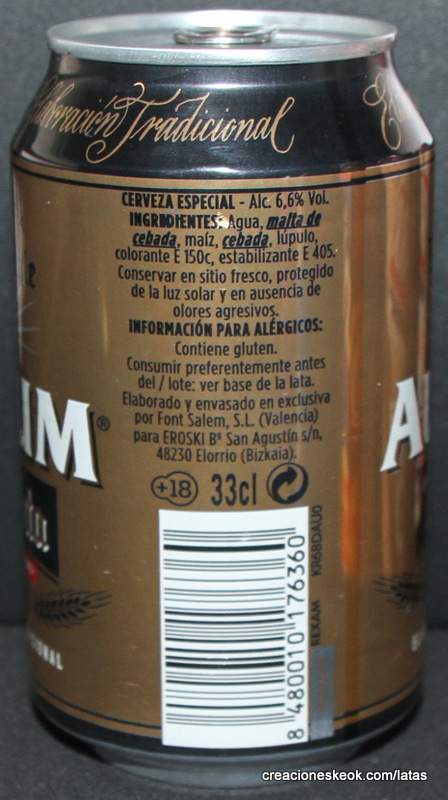 Elaboración Tradicional
CERVEZA ESPECIAL - Alc. 6,6% Vol.
INGREDIENTES: Agua, malta de
cebada, maíz, cebada, lúpulo,
colorante E 150c, estabilizante E 405.
Conservar en sitio fresco, protegido
de la luz solar y en ausencia de
olores agresivos.
INFORMACIÓN PARA ALÉRGICOS:
Contiene gluten.
Consumir preferentemente antes
del / lote: ver base de la lata.
Elaborado y envasado en exclusiva
por Font Salem, S.L. (Valencia)
para EROSKI Bº San Agustín s/n,
48230 Elorrio (Bizkaia).
+18 33cl
IM®
A
8 480010 176360
REXAM KR6BDAU0
IONAL
creacioneskeok.com/latas